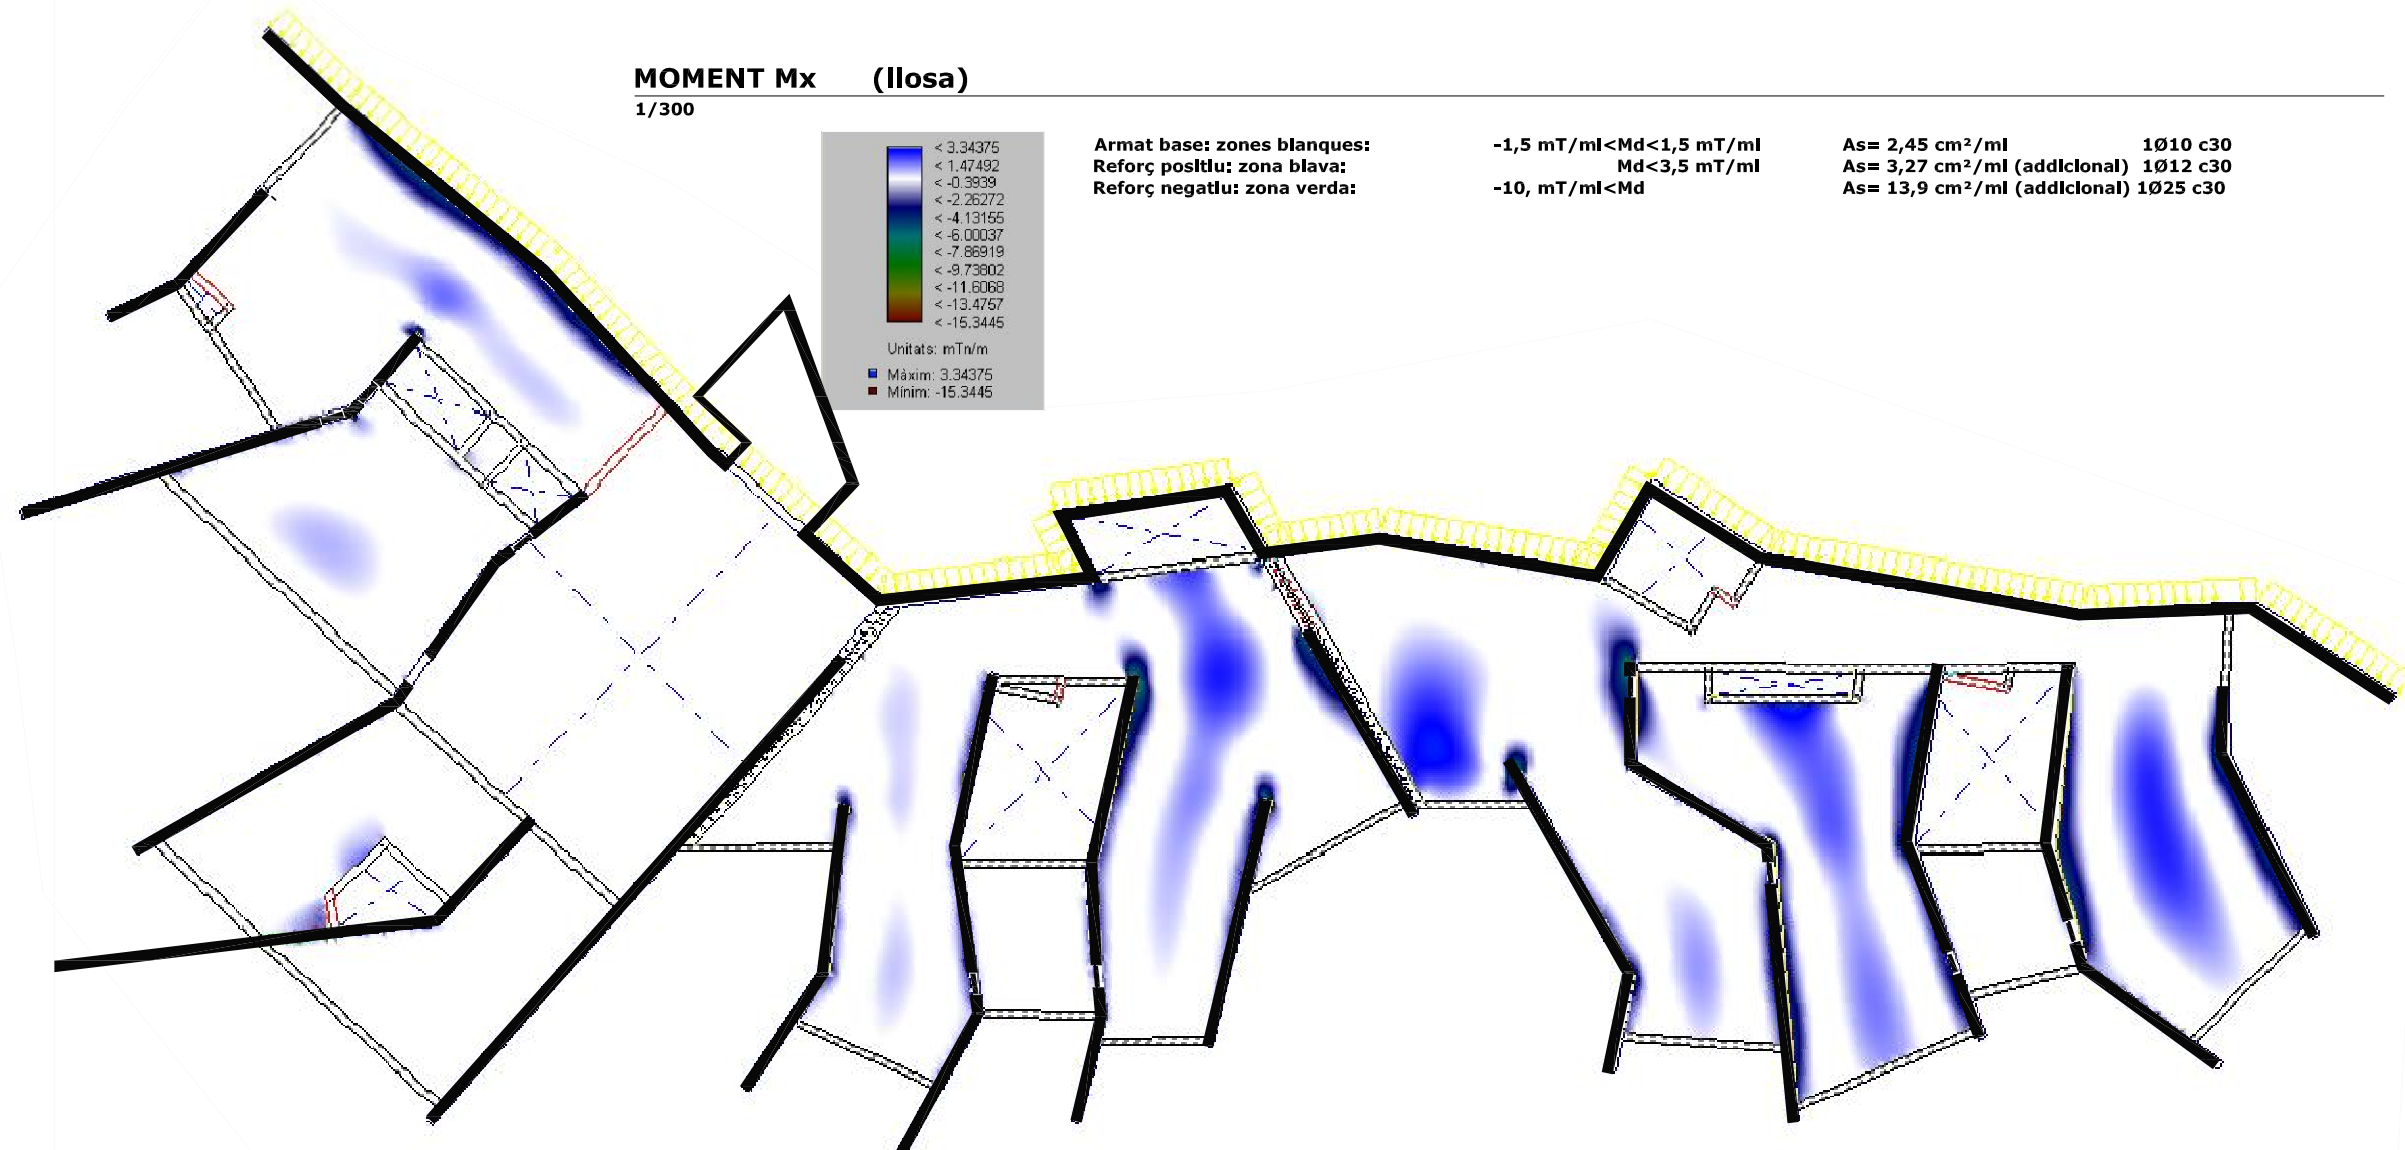 MOMENT Mx (llosa)
1/300
Armat base: zones blanques: -1,5 mT/ml<Md<1,5 mT/ml As= 2,45 cm²/ml 1Ø10 c30
Reforç positiu: zona blava: Md<3,5 mT/ml As= 3,27 cm²/ml (addicional) 1Ø12 c30
Reforç negatiu: zona verda: -10, mT/ml<Md As= 13,9 cm²/ml (addicional) 1Ø25 c30
< 3.34375
< 1.47492
< -0.3939
< -2.26272
< -4.13155
< -6.00037
< -7.86919
< -9.73802
< -11.6068
< -13.4757
< -15.3445
Unitats: mTn/m
Màxim: 3.34375
Mínim: -15.3445